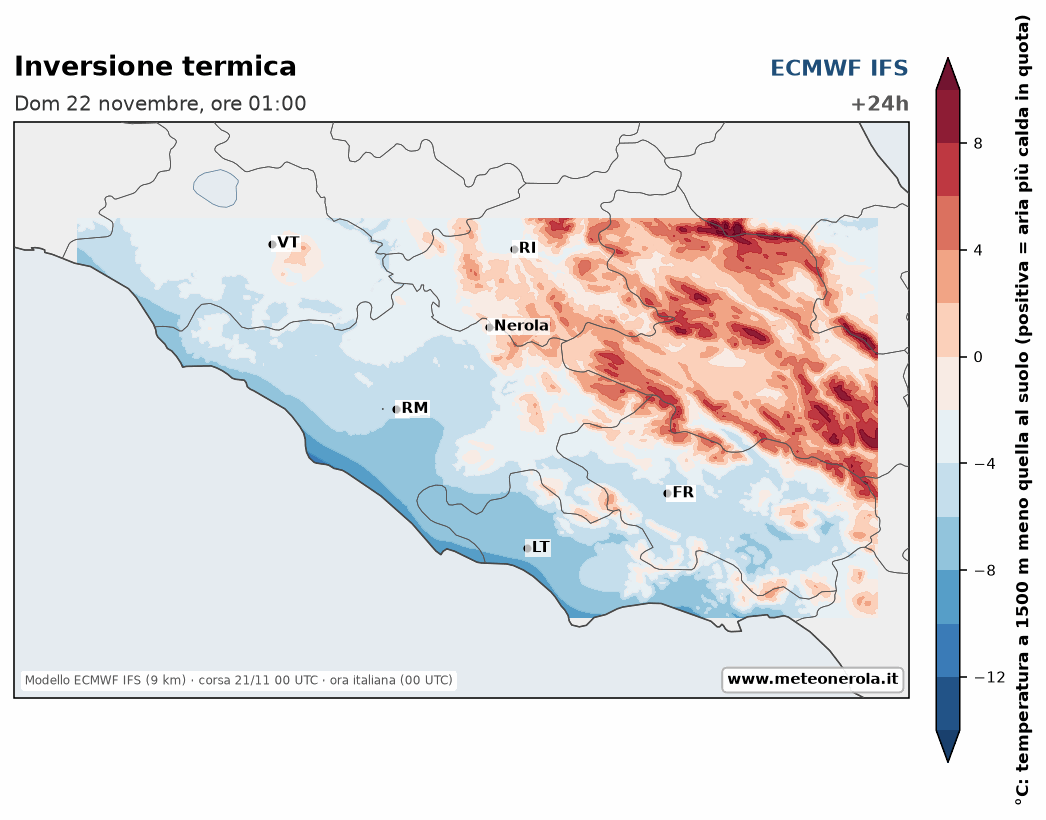 Inversione termica
ECMWF IFS
Dom 22 novembre, ore 01:00
+24h
VT
RI
Nerola
RM
FR
LT
8
4
0
−4
−8
−12
°C: temperatura a 1500 m meno quella al suolo (positiva = aria più calda in quota)
Modello ECMWF IFS (9 km) · corsa 21/11 00 UTC · ora italiana (00 UTC)
www.meteonerola.it